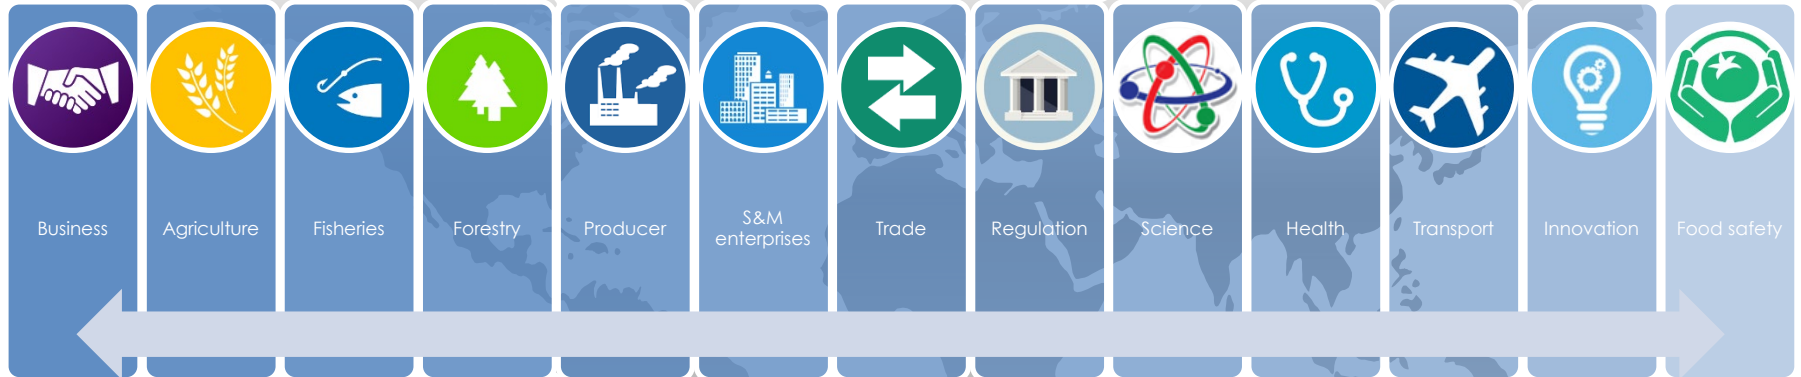 Business
Agriculture
Fisheries
Forestry
Producer
S&M
enterprises
Trade
Regulation
Science
Health
Transport
Innovation
Food safety